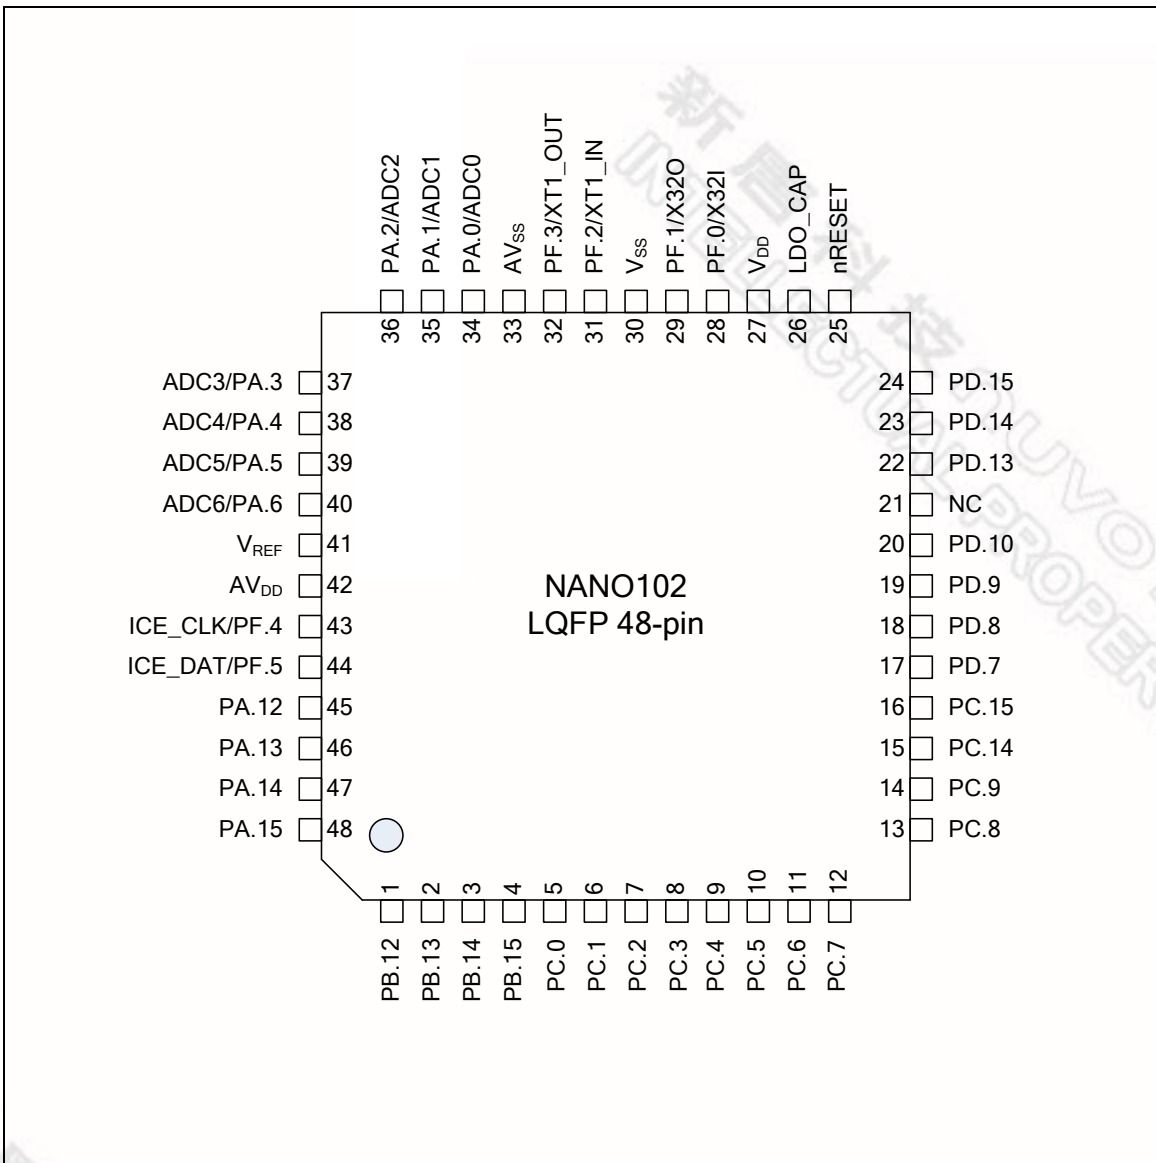 PA.2/ADC2
PA.1/ADC1
PA.0/ADC0
AVSS
PF.3/XT1_OUT
PF.2/XT1_IN
VSS
PF.1/X32O
PF.0/X32I
VDD
LDO_CAP
nRESET
36 35 34 33 32 31 30 29 28 27 26 25
ADC3/PA.3 37
ADC4/PA.4 38
ADC5/PA.5 39
ADC6/PA.6 40
VREF 41
AVDD 42
ICE_CLK/PF.4 43
ICE_DAT/PF.5 44
PA.12 45
PA.13 46
PA.14 47
PA.15 48
NANO102
LQFP 48-pin
24 PD.15
23 PD.14
22 PD.13
21 NC
20 PD.10
19 PD.9
18 PD.8
17 PD.7
16 PC.15
15 PC.14
14 PC.9
13 PC.8
1 2 3 4 5 6 7 8 9 10 11 12
PB.12
PB.13
PB.14
PB.15
PC.0
PC.1
PC.2
PC.3
PC.4
PC.5
PC.6
PC.7
新唐科技
INTELLECTUAL